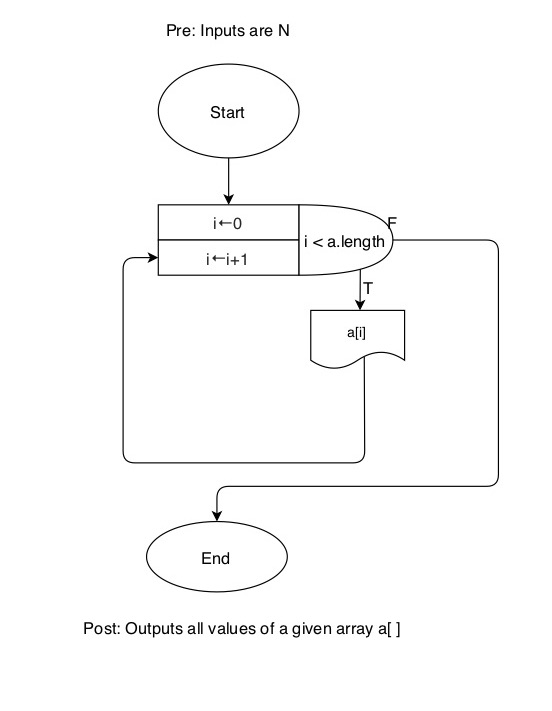 Pre: Inputs are N
Start
i←0
i←i+1
i < a.length
F
T
a[i]
End
Post: Outputs all values of a given array a[ ]